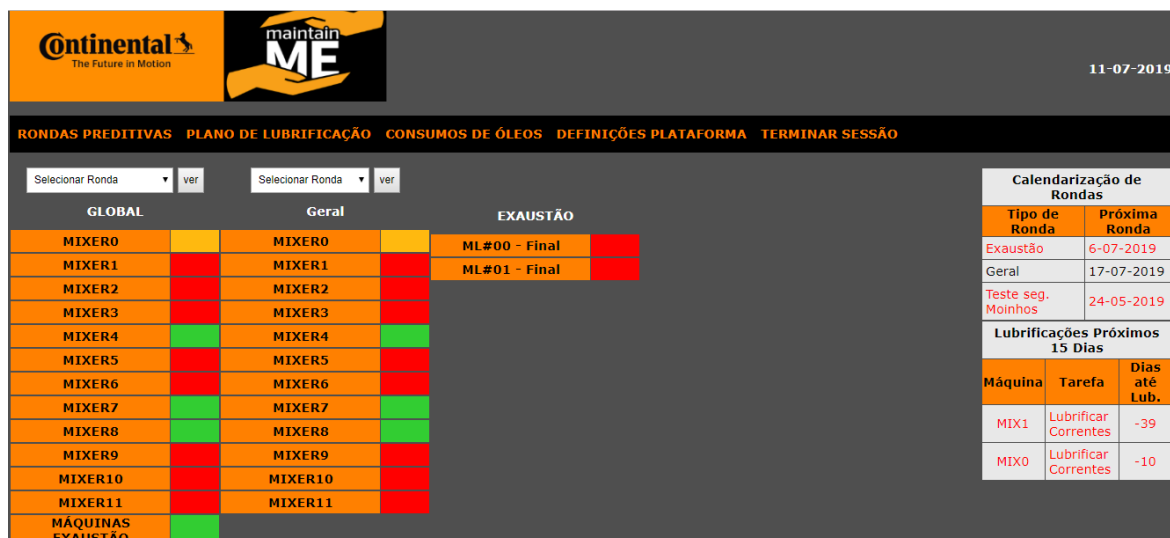 Continental
The Future in Motion
maintain
ME
11-07-2019
RONDAS PREDITIVAS PLANO DE LUBRIFICAÇÃO CONSUMOS DE ÓLEOS DEFINIÇÕES PLATAFORMA TERMINAR SESSÃO
Selecionar Ronda ver Selecionar Ronda ver
GLOBAL
MIXER0
MIXER1
MIXER2
MIXER3
MIXER4
MIXER5
MIXER6
MIXER7
MIXER8
MIXER9
MIXER10
MIXER11
MÁQUINAS
EXAUSTÃO
Geral
MIXER0
MIXER1
MIXER2
MIXER3
MIXER4
MIXER5
MIXER6
MIXER7
MIXER8
MIXER9
MIXER10
MIXER11
EXAUSTÃO
ML#00 - Final
ML#01 - Final
Calendarização de
Rondas
Tipo de Próxima
Ronda Ronda
Exaustão 6-07-2019
Geral 17-07-2019
Teste seg.
Moinhos 24-05-2019
Lubrificações Próximos
15 Dias
Máquina Tarefa Dias
até
Lub.
MIX1 Lubrificar
Correntes -39
MIX0 Lubrificar
Correntes -10